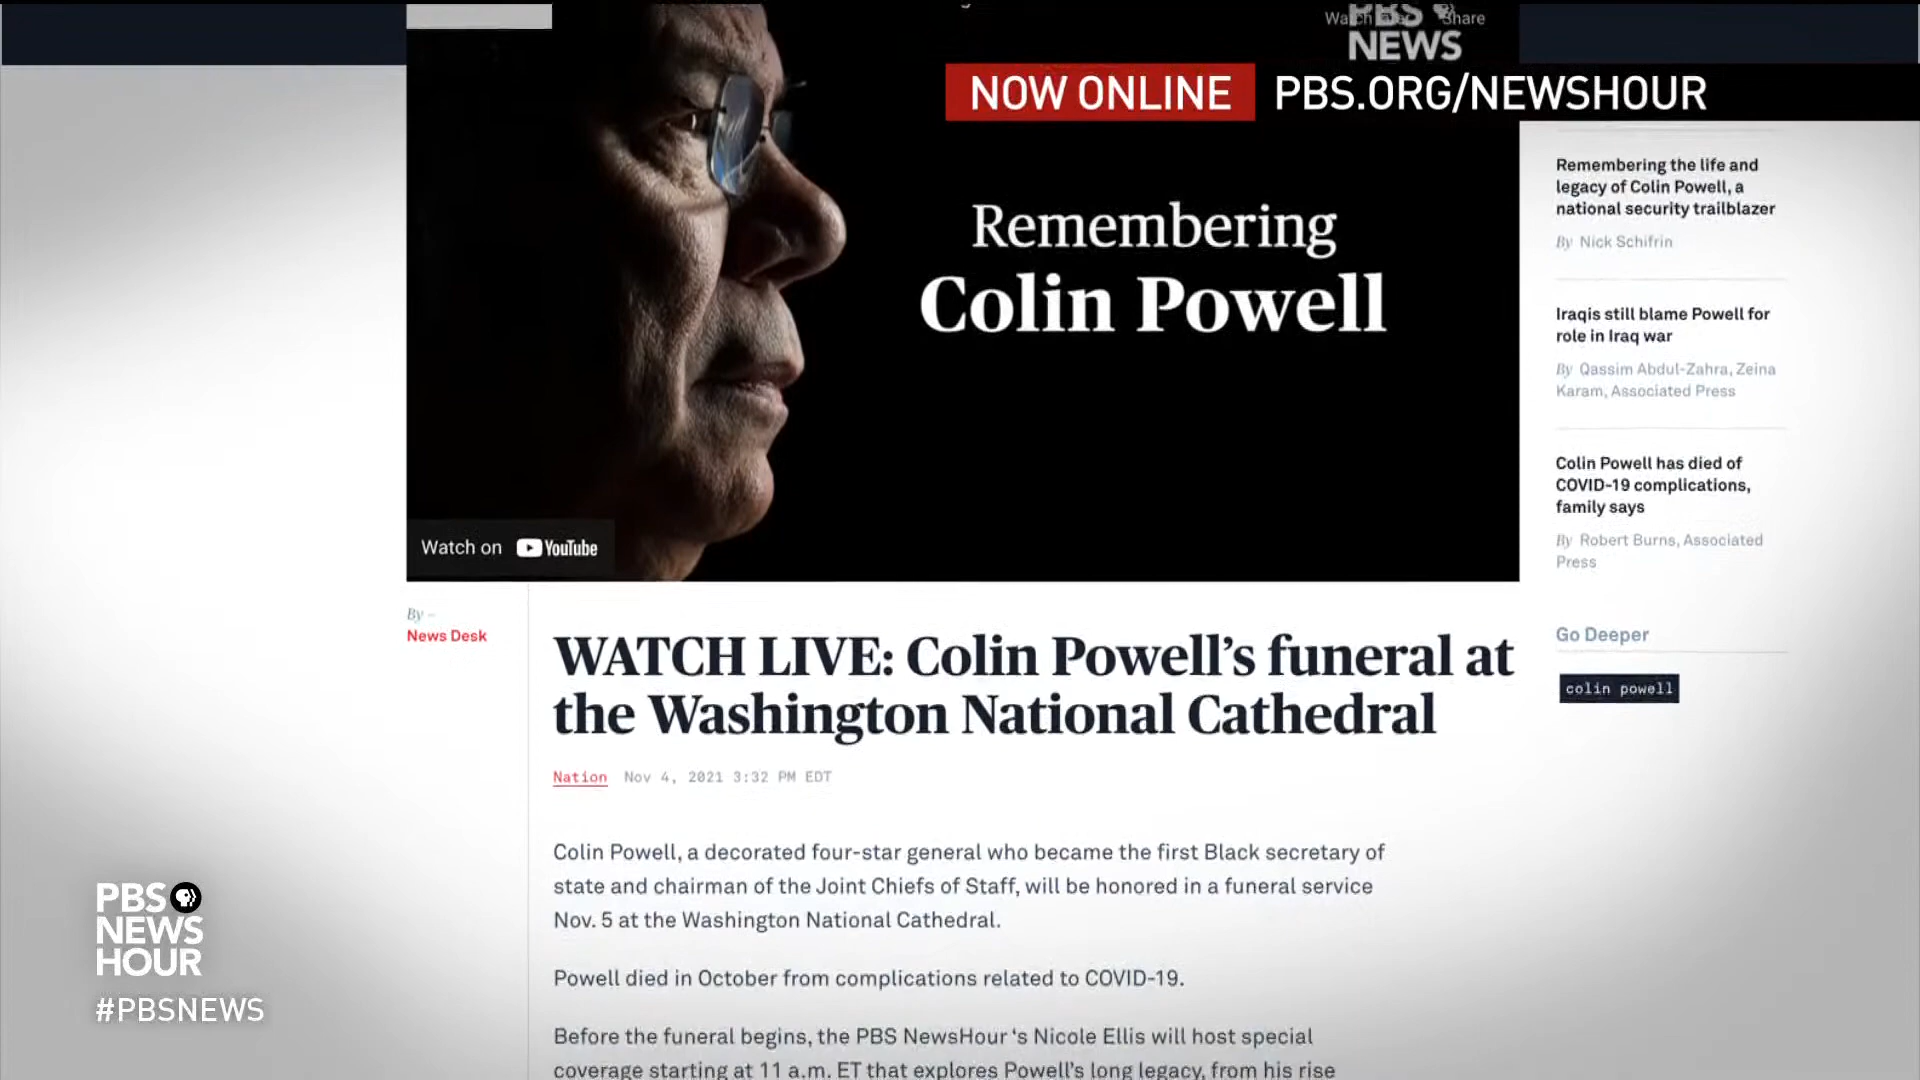 Watch later Share
PBS
NEWS
NOW ONLINE PBS.ORG/NEWSHOUR
Remembering
Colin Powell
Watch on YouTube
Remembering the life and
legacy of Colin Powell, a
national security trailblazer
By Nick Schifrin
Iraqis still blame Powell for
role in Iraq war
By Qassim Abdul-Zahra, Zeina
Karam, Associated Press
Colin Powell has died of
COVID-19 complications,
family says
By Robert Burns, Associated
Press
Go Deeper
colin powell
By –
News Desk
WATCH LIVE: Colin Powell’s funeral at
the Washington National Cathedral
Nation Nov 4, 2021 3:32 PM EDT
Colin Powell, a decorated four-star general who became the first Black secretary of
state and chairman of the Joint Chiefs of Staff, will be honored in a funeral service
Nov. 5 at the Washington National Cathedral.
Powell died in October from complications related to COVID-19.
Before the funeral begins, the PBS NewsHour ‘s Nicole Ellis will host special
coverage starting at 11 a.m. ET that explores Powell’s long legacy, from his rise
PBS
NEWS
HOUR
#PBSNEWS